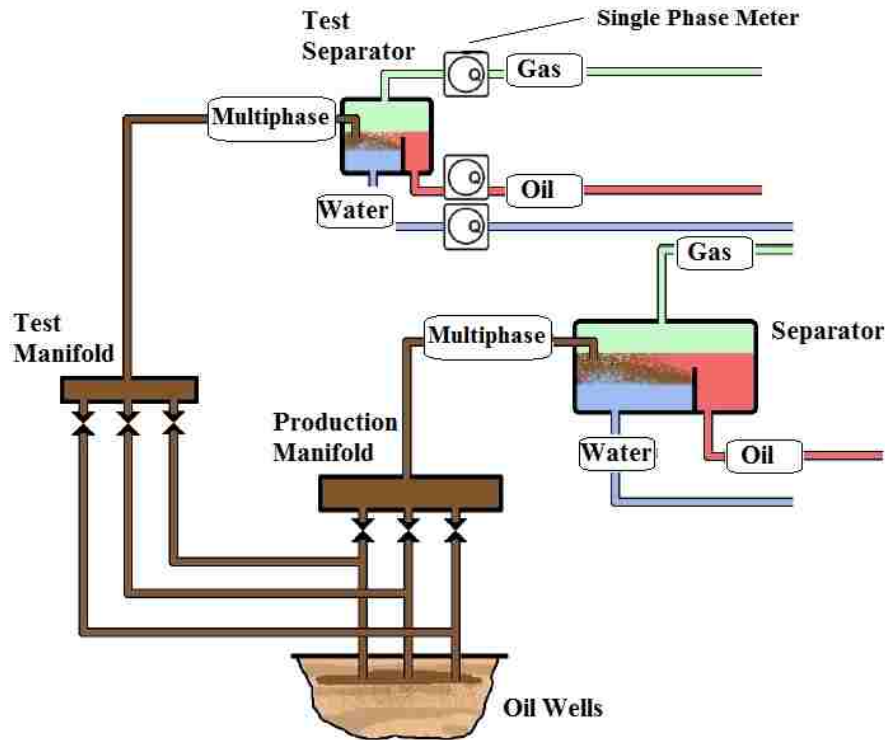 Test
Separator
Single Phase Meter
Gas
Multiphase
Oil
Water
Gas
Test
Manifold
Multiphase
Separator
Production
Manifold
Water
Oil
Oil Wells